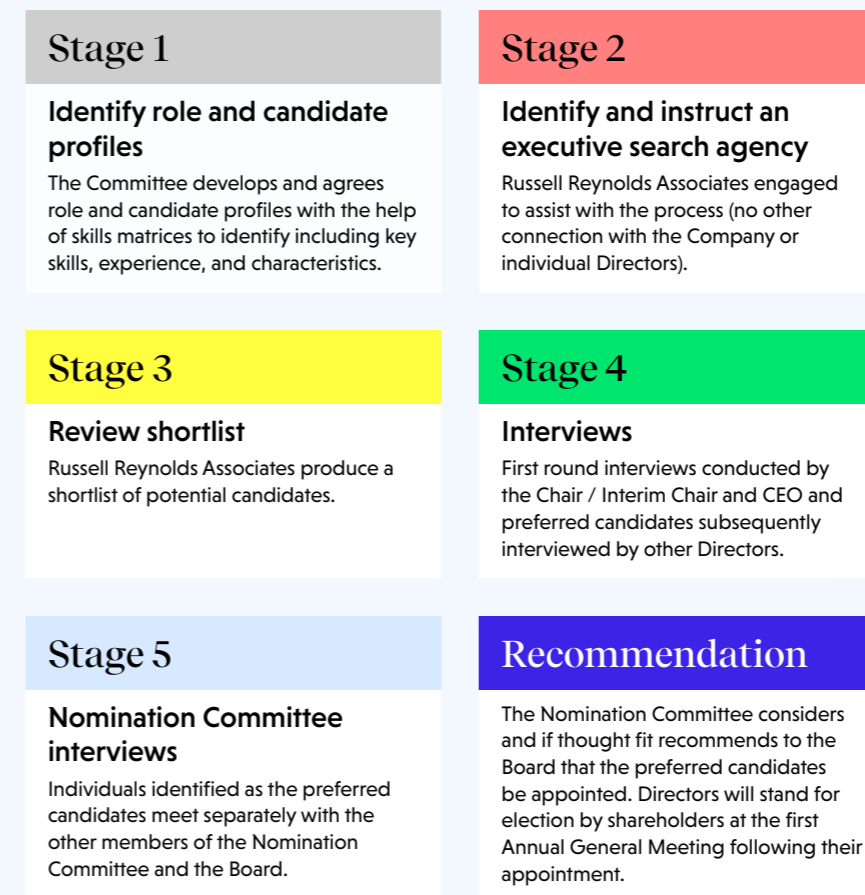 Stage 1
Identify role and candidate
profiles
The Committee develops and agrees
role and candidate profiles with the help
of skills matrices to identify including key
skills, experience, and characteristics.
Stage 2
Identify and instruct an
executive search agency
Russell Reynolds Associates engaged
to assist with the process (no other
connection with the Company or
individual Directors).
Stage 3
Review shortlist
Russell Reynolds Associates produce a
shortlist of potential candidates.
Stage 4
Interviews
First round interviews conducted by
the Chair / Interim Chair and CEO and
preferred candidates subsequently
interviewed by other Directors.
Stage 5
Nomination Committee
interviews
Individuals identified as the preferred
candidates meet separately with the
other members of the Nomination
Committee and the Board.
Recommendation
The Nomination Committee considers
and if thought fit recommends to the
Board that the preferred candidates
be appointed. Directors will stand for
election by shareholders at the first
Annual General Meeting following their
appointment.